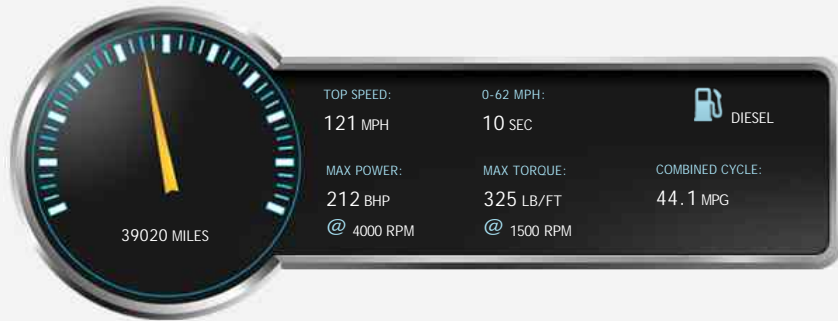 TOP SPEED: 0-62 MPH:
121 MPH 10 SEC DIESEL
MAX POWER: MAX TORQUE: COMBINED CYCLE:
212 BHP 325 LB/FT 44.1 MPG
@ 4000 RPM @ 1500 RPM
39020 MILES